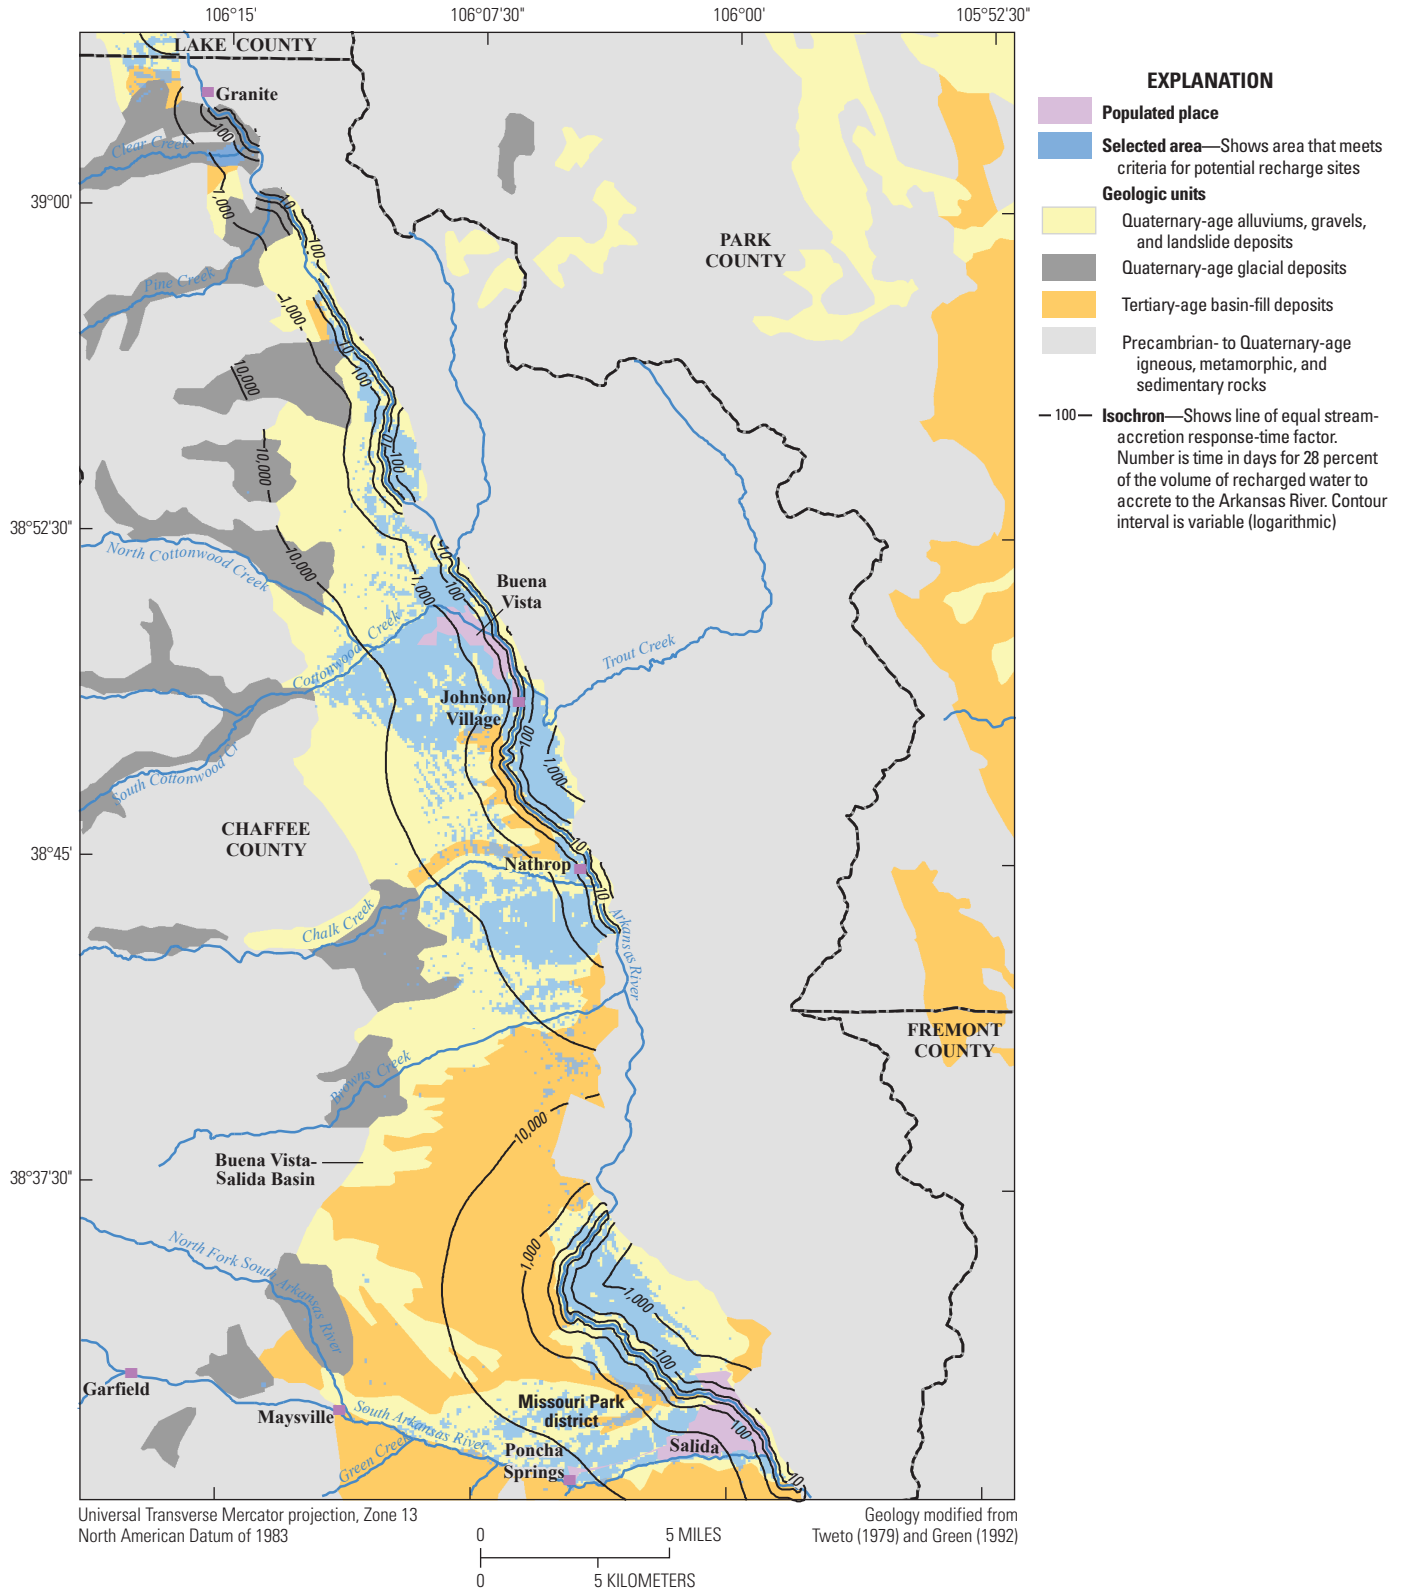 106°15'
106°07'30"
106°00'
105°52'30"
LAKE COUNTY
Granite
100
Clear Creek
39°00'
1,000
10
100
PARK
COUNTY
Pine Creek
1,000
10
100
10,000
10
100
10,000
38°52'30"
North Cottonwood Creek
10,000
10
1,000
100
Buena
Vista
Cottonwood Creek
Trout Creek
Johnson
Village
100
1,000
South Cottonwood Cr
CHAFFEE
COUNTY
38°45'
10
Nathrop
10
Chalk Creek
Arkansas River
FREMONT
COUNTY
Browns Creek
10,000
Buena Vista-
Salida Basin
38°37'30"
North Fork South Arkansas River
1,000
1,000
100
Garfield
Maysville
South Arkansas River
Missouri Park
district
100
Salida
Green Creek
Poncha
Springs
10
EXPLANATION
Populated place
Selected area—Shows area that meets
criteria for potential recharge sites
Geologic units
Quaternary-age alluviums, gravels,
and landslide deposits
Quaternary-age glacial deposits
Tertiary-age basin-fill deposits
Precambrian- to Quaternary-age
igneous, metamorphic, and
sedimentary rocks
100 Isochron—Shows line of equal stream-
accretion response-time factor.
Number is time in days for 28 percent
of the volume of recharged water to
accrete to the Arkansas River. Contour
interval is variable (logarithmic)
Universal Transverse Mercator projection, Zone 13
North American Datum of 1983
0 5 MILES
0 5 KILOMETERS
Geology modified from
Tweto (1979) and Green (1992)